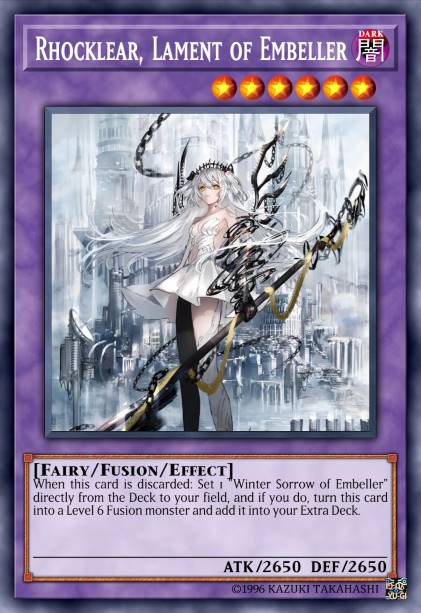 Rhocklear, Lament of Embeller
DARK
闇
[Fairy/Fusion/Effect]
When this card is discarded: Set 1 "Winter Sorrow of Embeller"
directly from the Deck to your field, and if you do, turn this card
into a Level 6 Fusion monster and add it into your Extra Deck.
ATK/2650 DEF/2650
©1996 KAZUKI TAKAHASHI